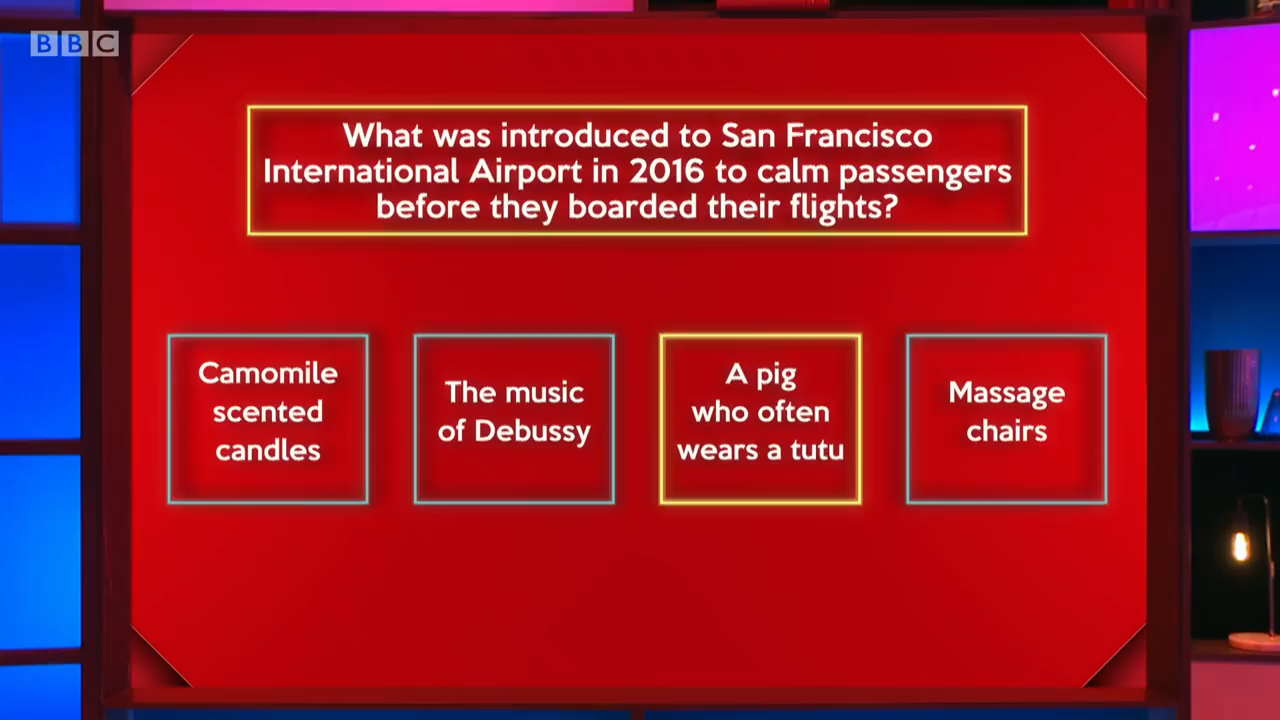 BBC
What was introduced to San Francisco
International Airport in 2016 to calm passengers
before they boarded their flights?
Camomile
scented
candles
The music
of Debussy
A pig
who often
wears a tutu
Massage
chairs